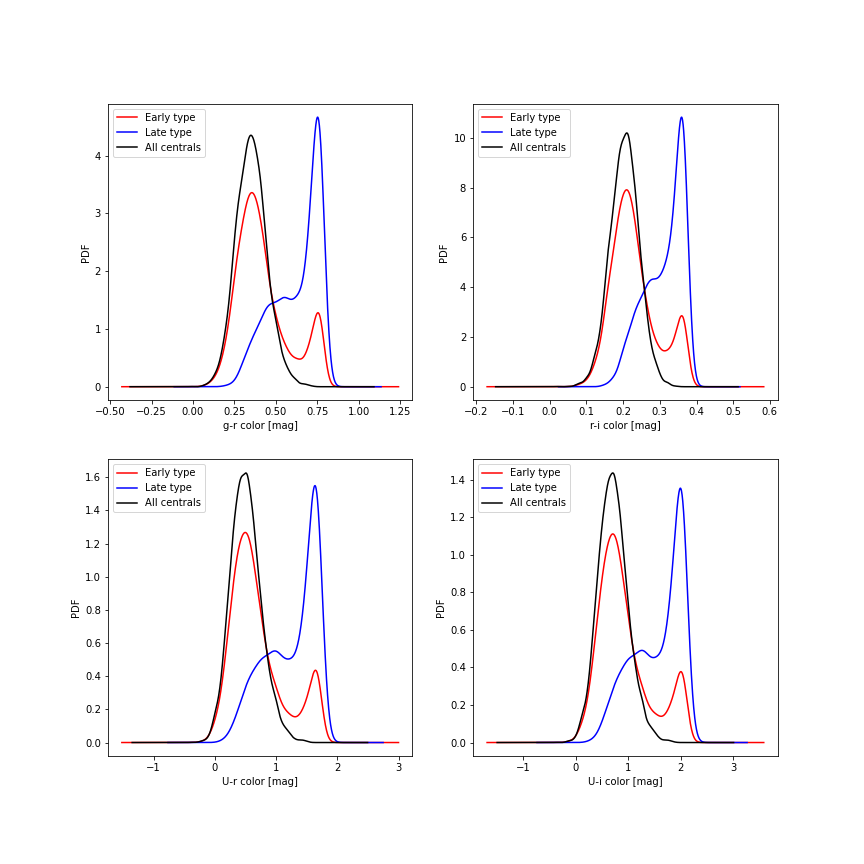 Early type
Late type
All centrals
PDF
4
3
2
1
0
−0.50 −0.25 0.00 0.25 0.50 0.75 1.00 1.25
g-r color [mag]
Early type
Late type
All centrals
PDF
10
8
6
4
2
0
−0.2 −0.1 0.0 0.1 0.2 0.3 0.4 0.5 0.6
r-i color [mag]
Early type
Late type
All centrals
PDF
1.6
1.4
1.2
1.0
0.8
0.6
0.4
0.2
0.0
−1 0 1 2 3
U-r color [mag]
Early type
Late type
All centrals
PDF
1.4
1.2
1.0
0.8
0.6
0.4
0.2
0.0
−1 0 1 2 3
U-i color [mag]